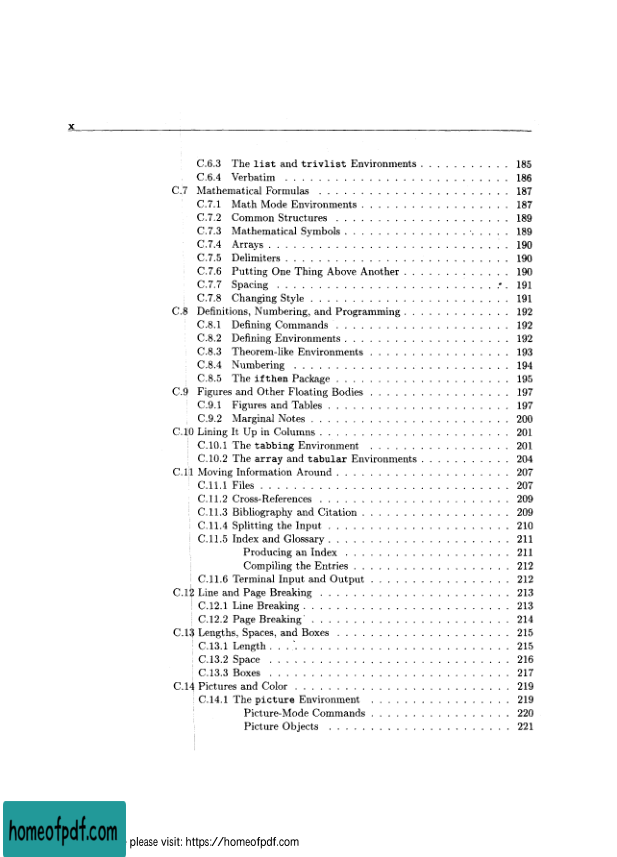 x
C.6.3 The list and trivlist Environments . . . . . . . . . . . 185
C.6.4 Verbatim . . . . . . . . . . . . . . . . . . . . . . . . . . . 186
C.7 Mathematical Formulas . . . . . . . . . . . . . . . . . . . . . . . 187
C.7.1 Math Mode Environments . . . . . . . . . . . . . . . . . . 187
C.7.2 Common Structures . . . . . . . . . . . . . . . . . . . . . 189
C.7.3 Mathematical Symbols . . . . . . . . . . . . . . . . . . . . 189
C.7.4 Arrays . . . . . . . . . . . . . . . . . . . . . . . . . . . . . 190
C.7.5 Delimiters . . . . . . . . . . . . . . . . . . . . . . . . . . . 190
C.7.6 Putting One Thing Above Another . . . . . . . . . . . . . 190
C.7.7 Spacing . . . . . . . . . . . . . . . . . . . . . . . . . . . . 191
C.7.8 Changing Style . . . . . . . . . . . . . . . . . . . . . . . . 191
C.8 Definitions, Numbering, and Programming . . . . . . . . . . . . . 192
C.8.1 Defining Commands . . . . . . . . . . . . . . . . . . . . . 192
C.8.2 Defining Environments . . . . . . . . . . . . . . . . . . . . 192
C.8.3 Theorem-like Environments . . . . . . . . . . . . . . . . . 193
C.8.4 Numbering . . . . . . . . . . . . . . . . . . . . . . . . . . 194
C.8.5 The ifthen Package . . . . . . . . . . . . . . . . . . . . . 195
C.9 Figures and Other Floating Bodies . . . . . . . . . . . . . . . . . 197
C.9.1 Figures and Tables . . . . . . . . . . . . . . . . . . . . . . 197
C.9.2 Marginal Notes . . . . . . . . . . . . . . . . . . . . . . . . 200
C.10 Lining It Up in Columns . . . . . . . . . . . . . . . . . . . . . . . 201
C.10.1 The tabbing Environment . . . . . . . . . . . . . . . . . 201
C.10.2 The array and tabular Environments . . . . . . . . . . . 204
C.11 Moving Information Around . . . . . . . . . . . . . . . . . . . . . 207
C.11.1 Files . . . . . . . . . . . . . . . . . . . . . . . . . . . . . . 207
C.11.2 Cross-References . . . . . . . . . . . . . . . . . . . . . . . 209
C.11.3 Bibliography and Citation . . . . . . . . . . . . . . . . . . 209
C.11.4 Splitting the Input . . . . . . . . . . . . . . . . . . . . . . 210
C.11.5 Index and Glossary . . . . . . . . . . . . . . . . . . . . . . 211
Producing an Index . . . . . . . . . . . . . . . . . . . . 211
Compiling the Entries . . . . . . . . . . . . . . . . . . . 212
C.11.6 Terminal Input and Output . . . . . . . . . . . . . . . . . 212
C.12 Line and Page Breaking . . . . . . . . . . . . . . . . . . . . . . . 213
C.12.1 Line Breaking . . . . . . . . . . . . . . . . . . . . . . . . . 213
C.12.2 Page Breaking . . . . . . . . . . . . . . . . . . . . . . . . 214
C.13 Lengths, Spaces, and Boxes . . . . . . . . . . . . . . . . . . . . . 215
C.13.1 Length . . . . . . . . . . . . . . . . . . . . . . . . . . . . . 215
C.13.2 Space . . . . . . . . . . . . . . . . . . . . . . . . . . . . . 216
C.13.3 Boxes . . . . . . . . . . . . . . . . . . . . . . . . . . . . . 217
C.14 Pictures and Color . . . . . . . . . . . . . . . . . . . . . . . . . . 219
C.14.1 The picture Environment . . . . . . . . . . . . . . . . . 219
Picture-Mode Commands . . . . . . . . . . . . . . . . . 220
Picture Objects . . . . . . . . . . . . . . . . . . . . . . 221
homeofpdf.com
please visit: https://homeofpdf.com